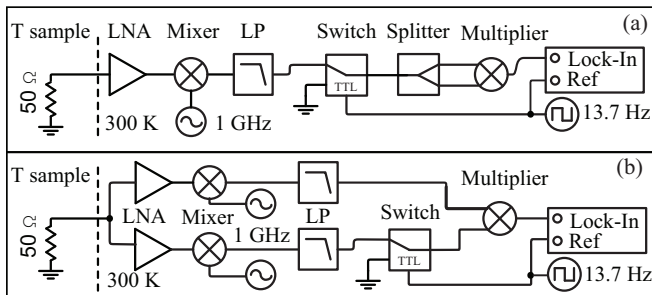 (a)
T sample LNA Mixer LP Switch Splitter Multiplier
50 Ω
TTL
Lock-In
Ref
300 K 1 GHz 13.7 Hz
(b)
T sample Multiplier
LNA Mixer 1 GHz LP Switch
50 Ω
TTL
Lock-In
Ref
300 K 13.7 Hz